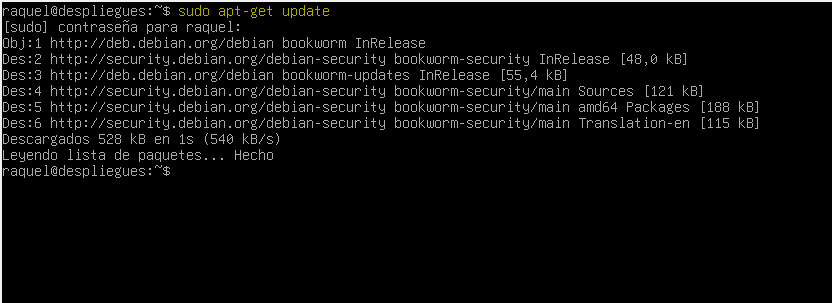 raquel@despliegues:~$ sudo apt-get update
[sudo] contraseña para raquel:
Obj:1 http://deb.debian.org/debian bookworm InRelease
Des:2 http://security.debian.org/debian-security bookworm-security InRelease [48,0 kB]
Des:3 http://deb.debian.org/debian bookworm-updates InRelease [55,4 kB]
Des:4 http://security.debian.org/debian-security bookworm-security/main Sources [121 kB]
Des:5 http://security.debian.org/debian-security bookworm-security/main amd64 Packages [188 kB]
Des:6 http://security.debian.org/debian-security bookworm-security/main Translation-en [115 kB]
Descargados 528 kB en 1s (540 kB/s)
Leyendo lista de paquetes... Hecho
raquel@despliegues:~$